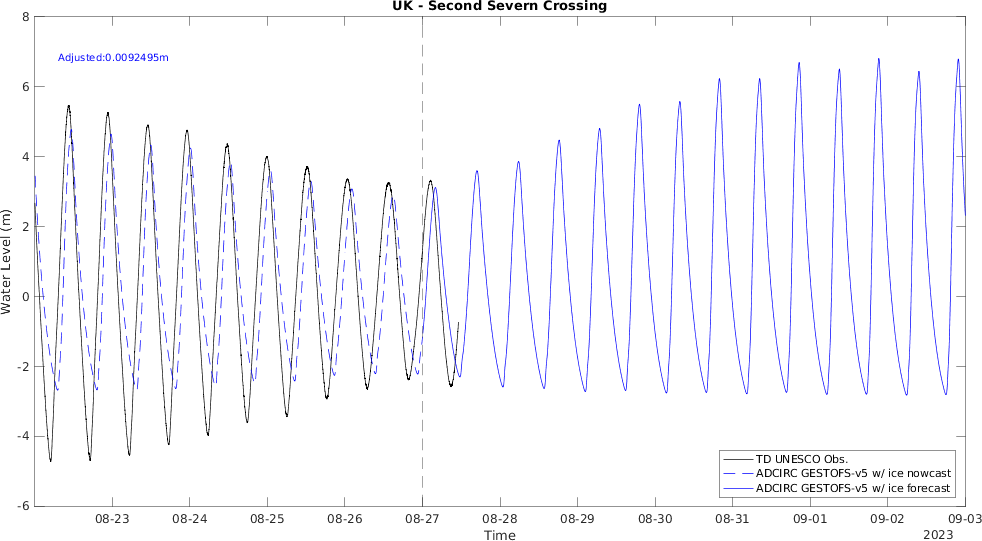 UK - Second Severn Crossing
Adjusted:0.0092495m
8
6
4
2
0
-2
-4
-6
Water Level (m)
TD UNESCO Obs.
ADCIRC GESTOFS-v5 w/ ice nowcast
ADCIRC GESTOFS-v5 w/ ice forecast
08-23 08-24 08-25 08-26 08-27 08-28 08-29 08-30 08-31 09-01 09-02 09-03
Time 2023